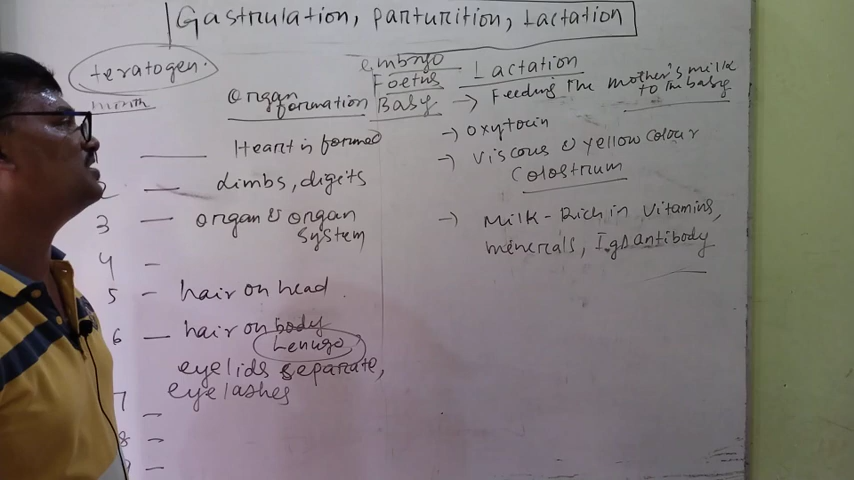 Gastrulation, parturition, Lactation
teratogen.
month
Organ formation
embryo
Foetus
Baby
1 — Heart is formed
2 — Limbs, digits
3 — organ & organ system
4 —
5 — hair on head
6 — hair on body
Lenugo,
eyelids separate,
eyelashes
7 —
8 —
9 —
Lactation
→ Feeding the mother's milk to the baby
→ Oxytocin
→ Viscous & yellow colour
Colostrum
→ Milk - Rich in Vitamins,
minerals, IgA antibody